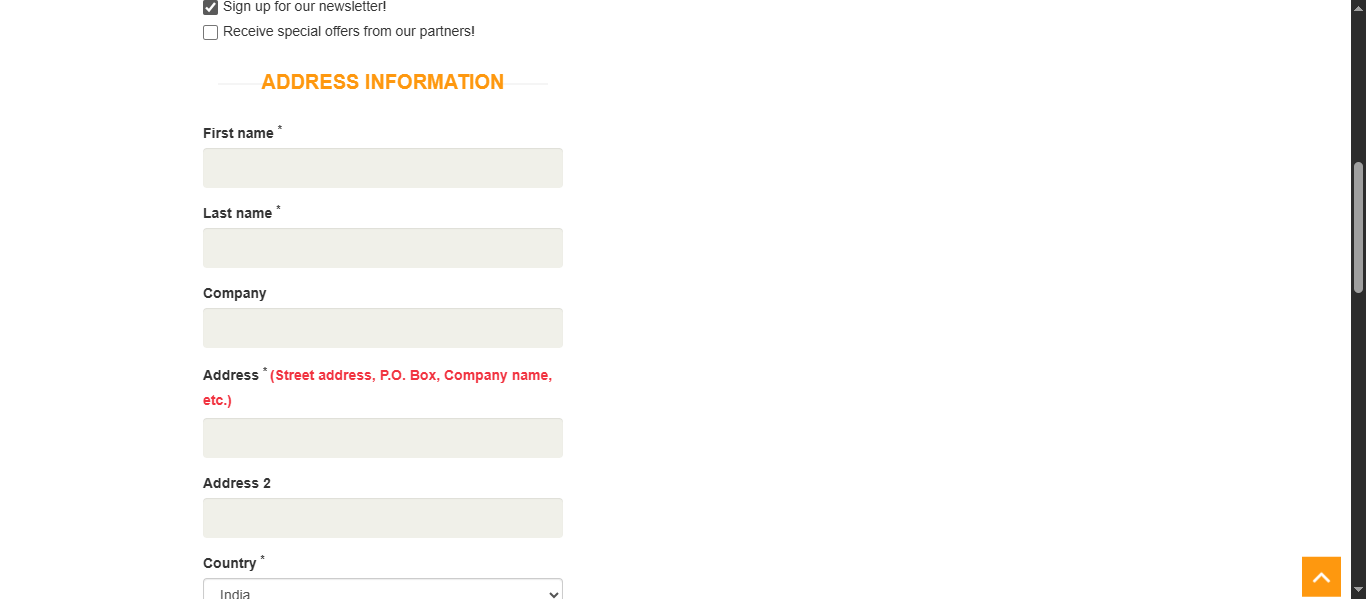 Sign up for our newsletter!
Receive special offers from our partners!
ADDRESS INFORMATION
First name *
Last name *
Company
Address * (Street address, P.O. Box, Company name,
etc.)
Address 2
Country *
India